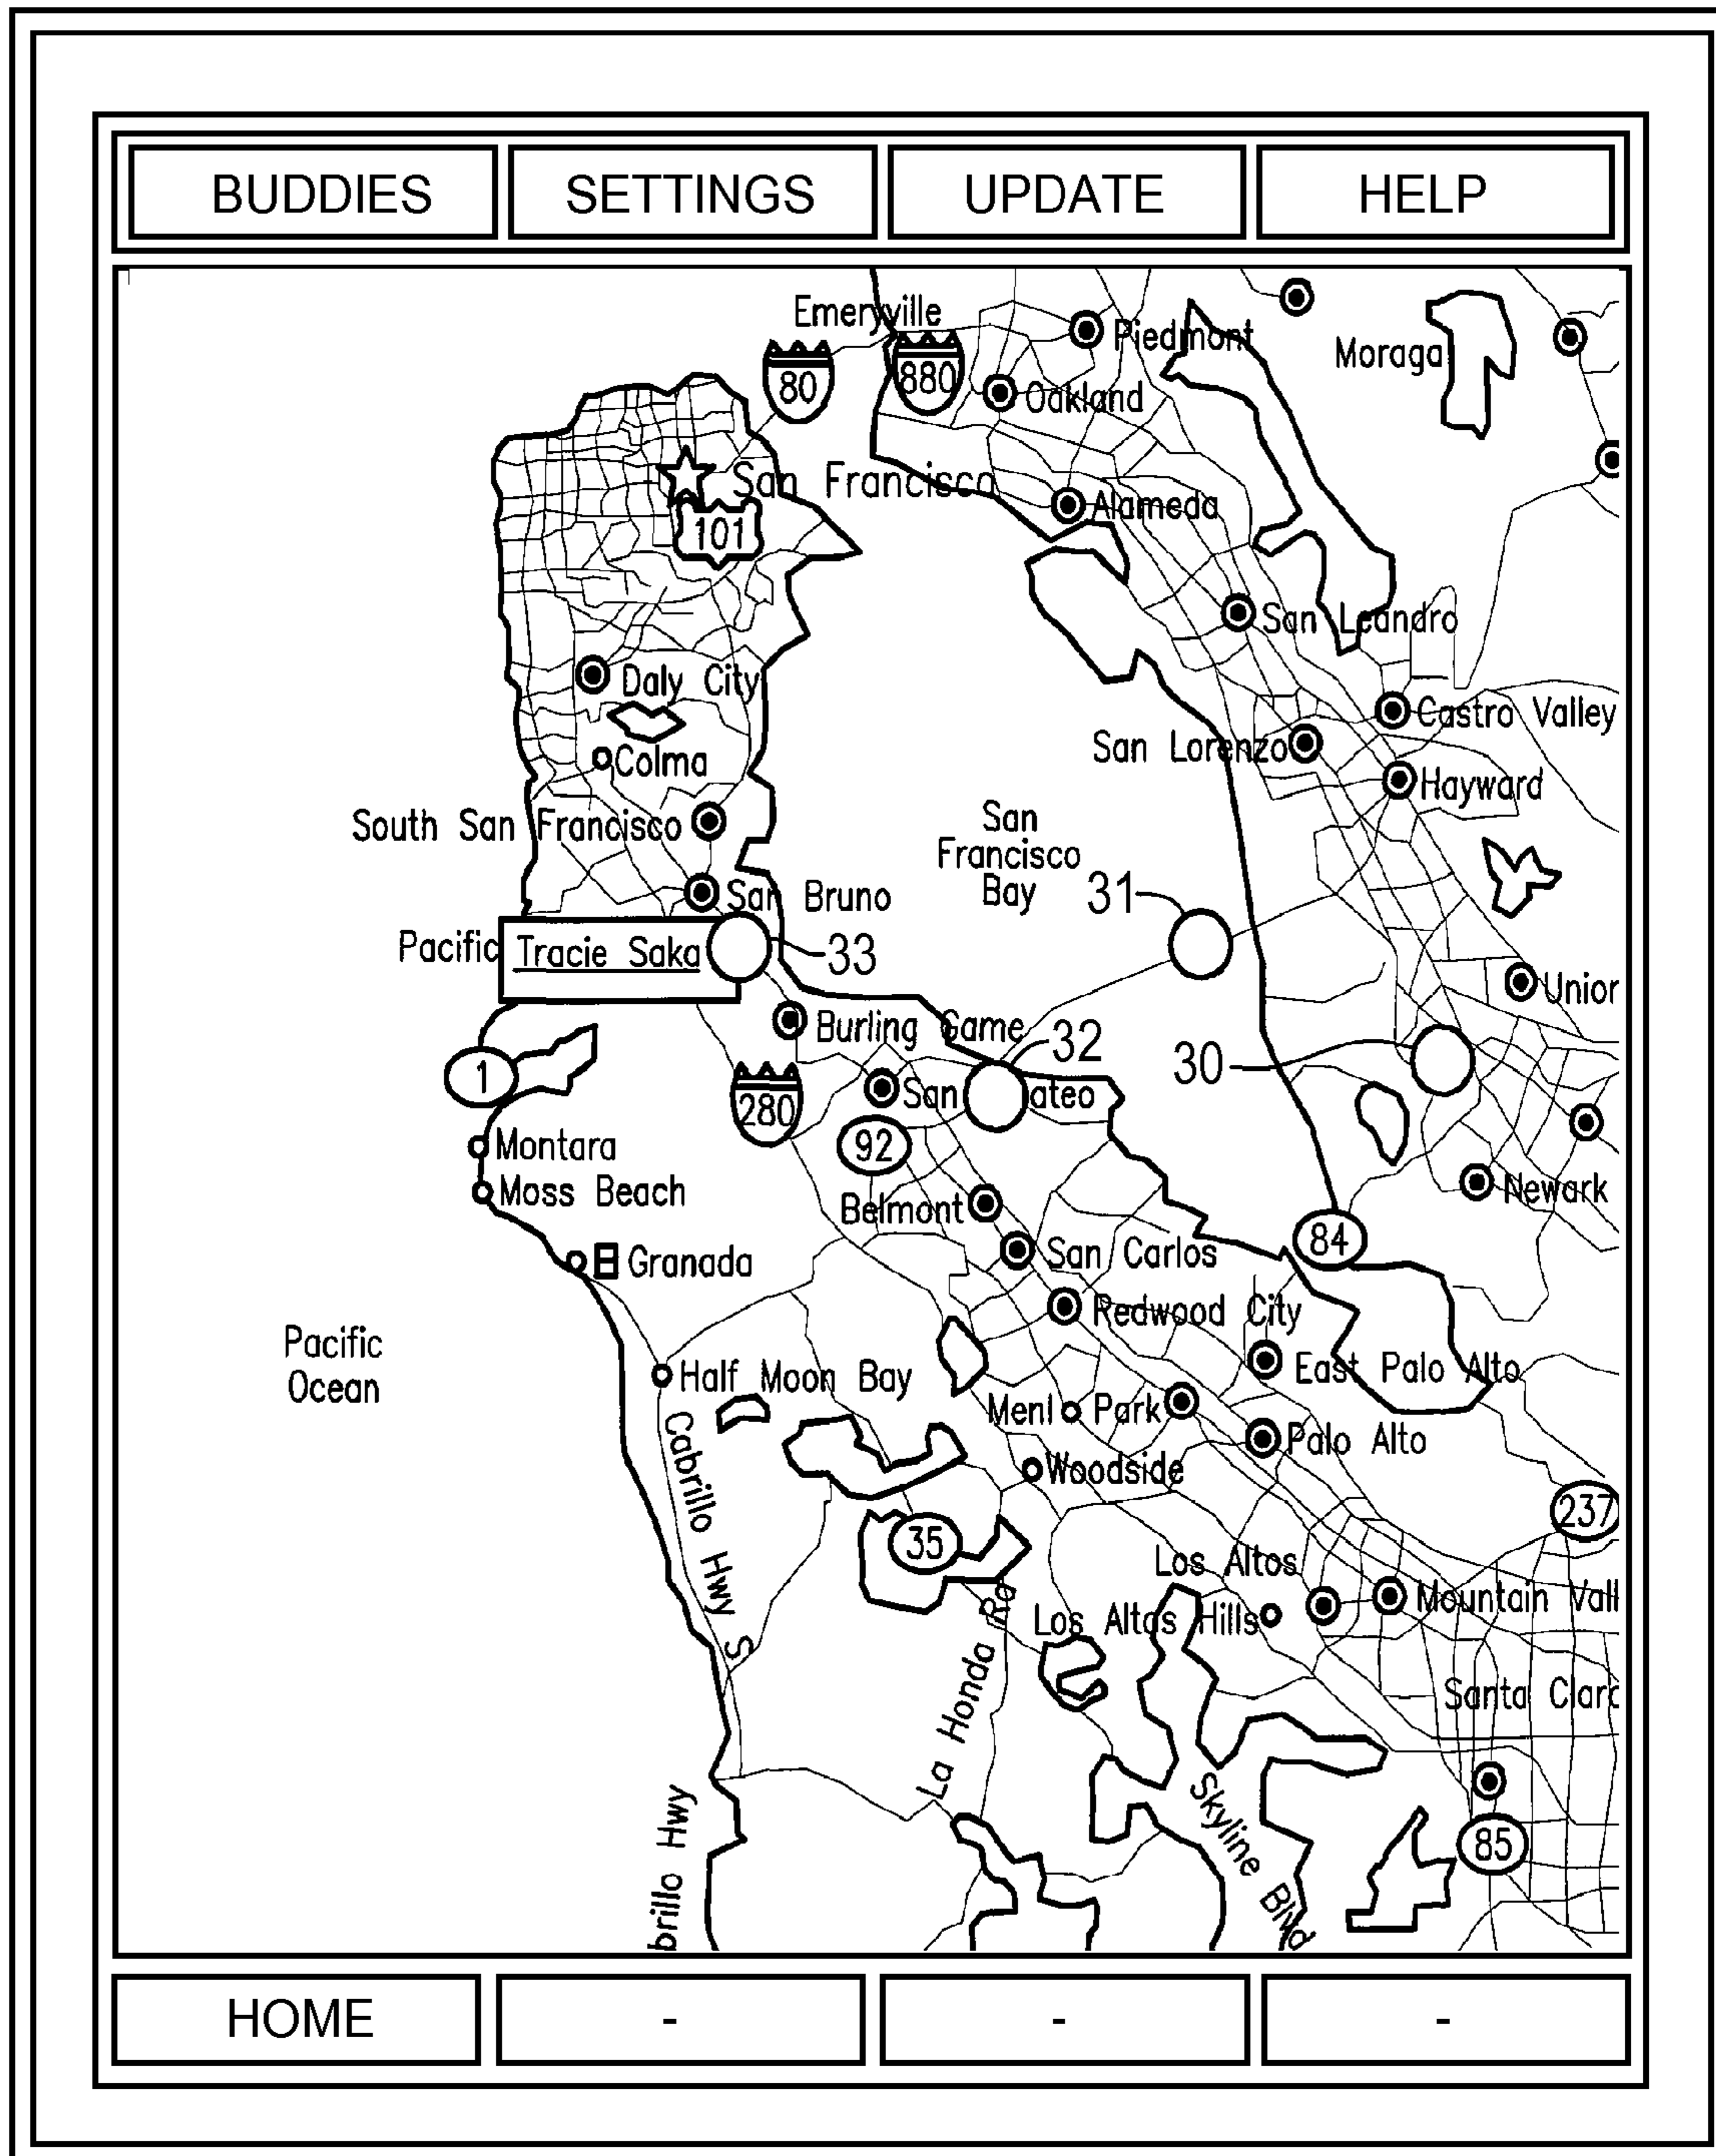 BUDDIES
SETTINGS
UPDATE
HELP
Emeryville
Piedmont
Moraga
80
880
Oakland
San Francisco
Alameda
101
San Leandro
Daly City
Castro Valley
San Lorenzo
Colma
Hayward
South San Francisco
San
Francisco
Bay
31
San Bruno
Pacific
Tracie Saka
33
Union
Burling Game
32
30
1
280
San
ateo
92
Montara
Moss Beach
Newark
Belmont
84
Granada
San Carlos
Redwood City
Pacific
Ocean
East Palo Alto
Half Moon Bay
Menl
Park
Palo Alto
Woodside
Cabrillo Hwy S
237
35
Los Altos
Mountain Vall
Los Altas Hills
La Honda Rd
Santa Clarc
Skyline Blvd
85
brillo Hwy
HOME
-
-
-